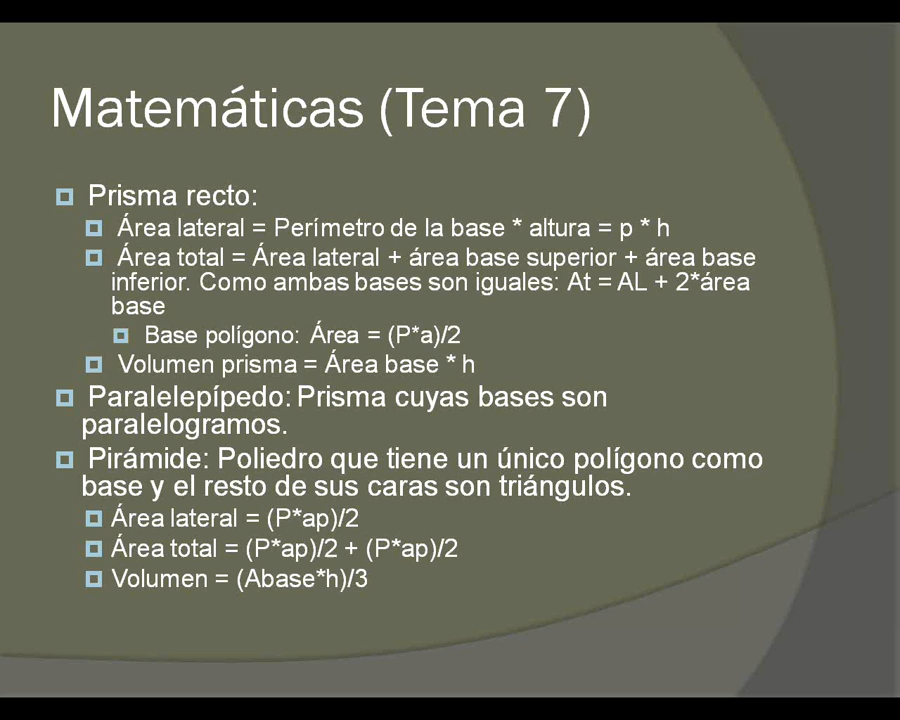 Matemáticas (Tema 7)
Prisma recto:
Área lateral = Perímetro de la base * altura = p * h
Área total = Área lateral + área base superior + área base
inferior. Como ambas bases son iguales: At = AL + 2*área
base
Base polígono: Área = (P*a)/2
Volumen prisma = Área base * h
Paralelepípedo: Prisma cuyas bases son
paralelogramos.
Pirámide: Poliedro que tiene un único polígono como
base y el resto de sus caras son triángulos.
Área lateral = (P*ap)/2
Área total = (P*ap)/2 + (P*ap)/2
Volumen = (Abase*h)/3